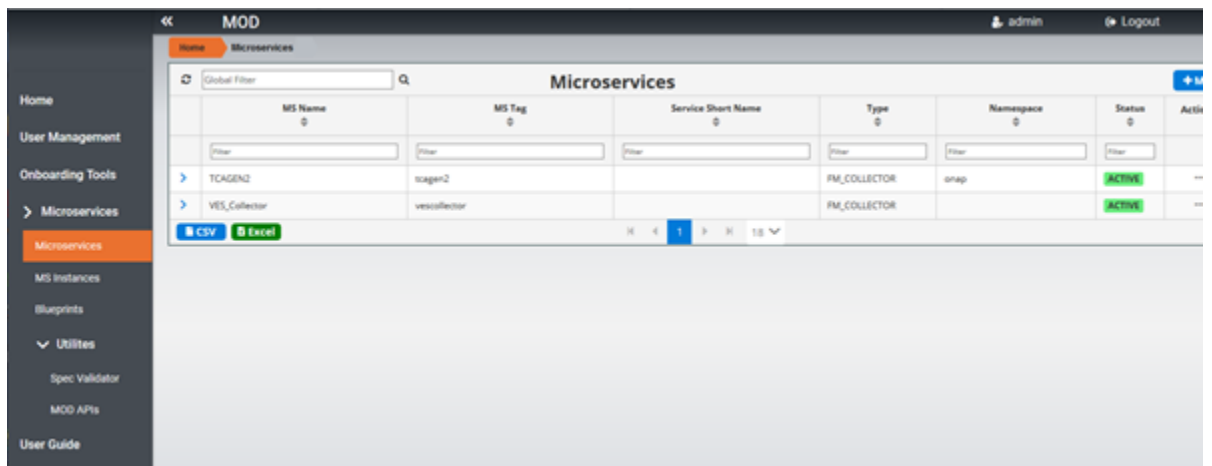 MOD
admin
Logout
Home
Microservices
Global Filter
Microservices
MS Name
MS Tag
Service Short Name
Type
Namespace
Status
Filter
Filter
Filter
Filter
Filter
Filter
TCAGEN2
tcagen2
FM_COLLECTOR
onap
ACTIVE
VES_Collector
vescollector
FM_COLLECTOR
ACTIVE
CSV
Excel
1
18
Home
User Management
Onboarding Tools
Microservices
Microservices
MS Instances
Blueprints
Utilites
Spec Validator
MOD APIs
User Guide